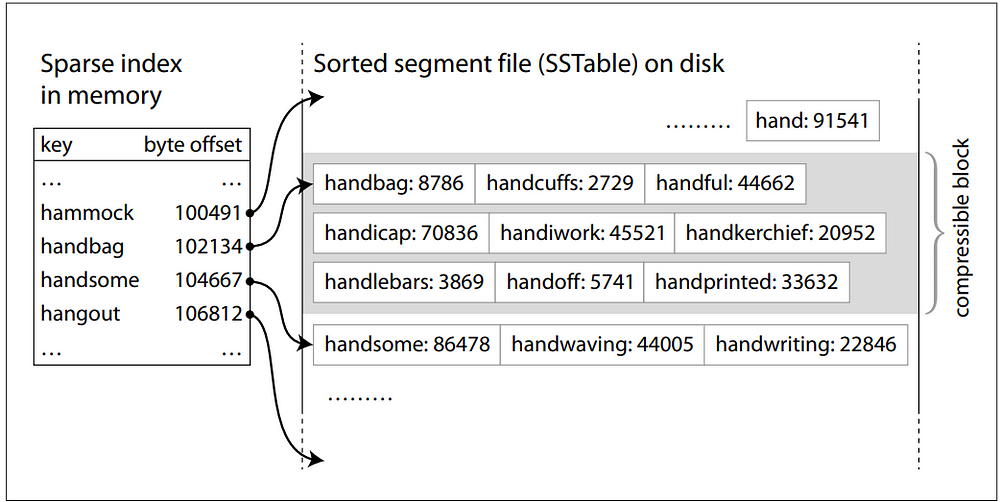 Sparse index
in memory
key byte offset
... ...
hammock 100491
handbag 102134
handsome 104667
hangout 106812
... ...
Sorted segment file (SSTable) on disk
......... hand: 91541
handbag: 8786 handcuffs: 2729 handful: 44662
handicap: 70836 handiwork: 45521 handkerchief: 20952
handlebars: 3869 handoff: 5741 handprinted: 33632
handsome: 86478 handwaving: 44005 handwriting: 22846
.........
compressible block